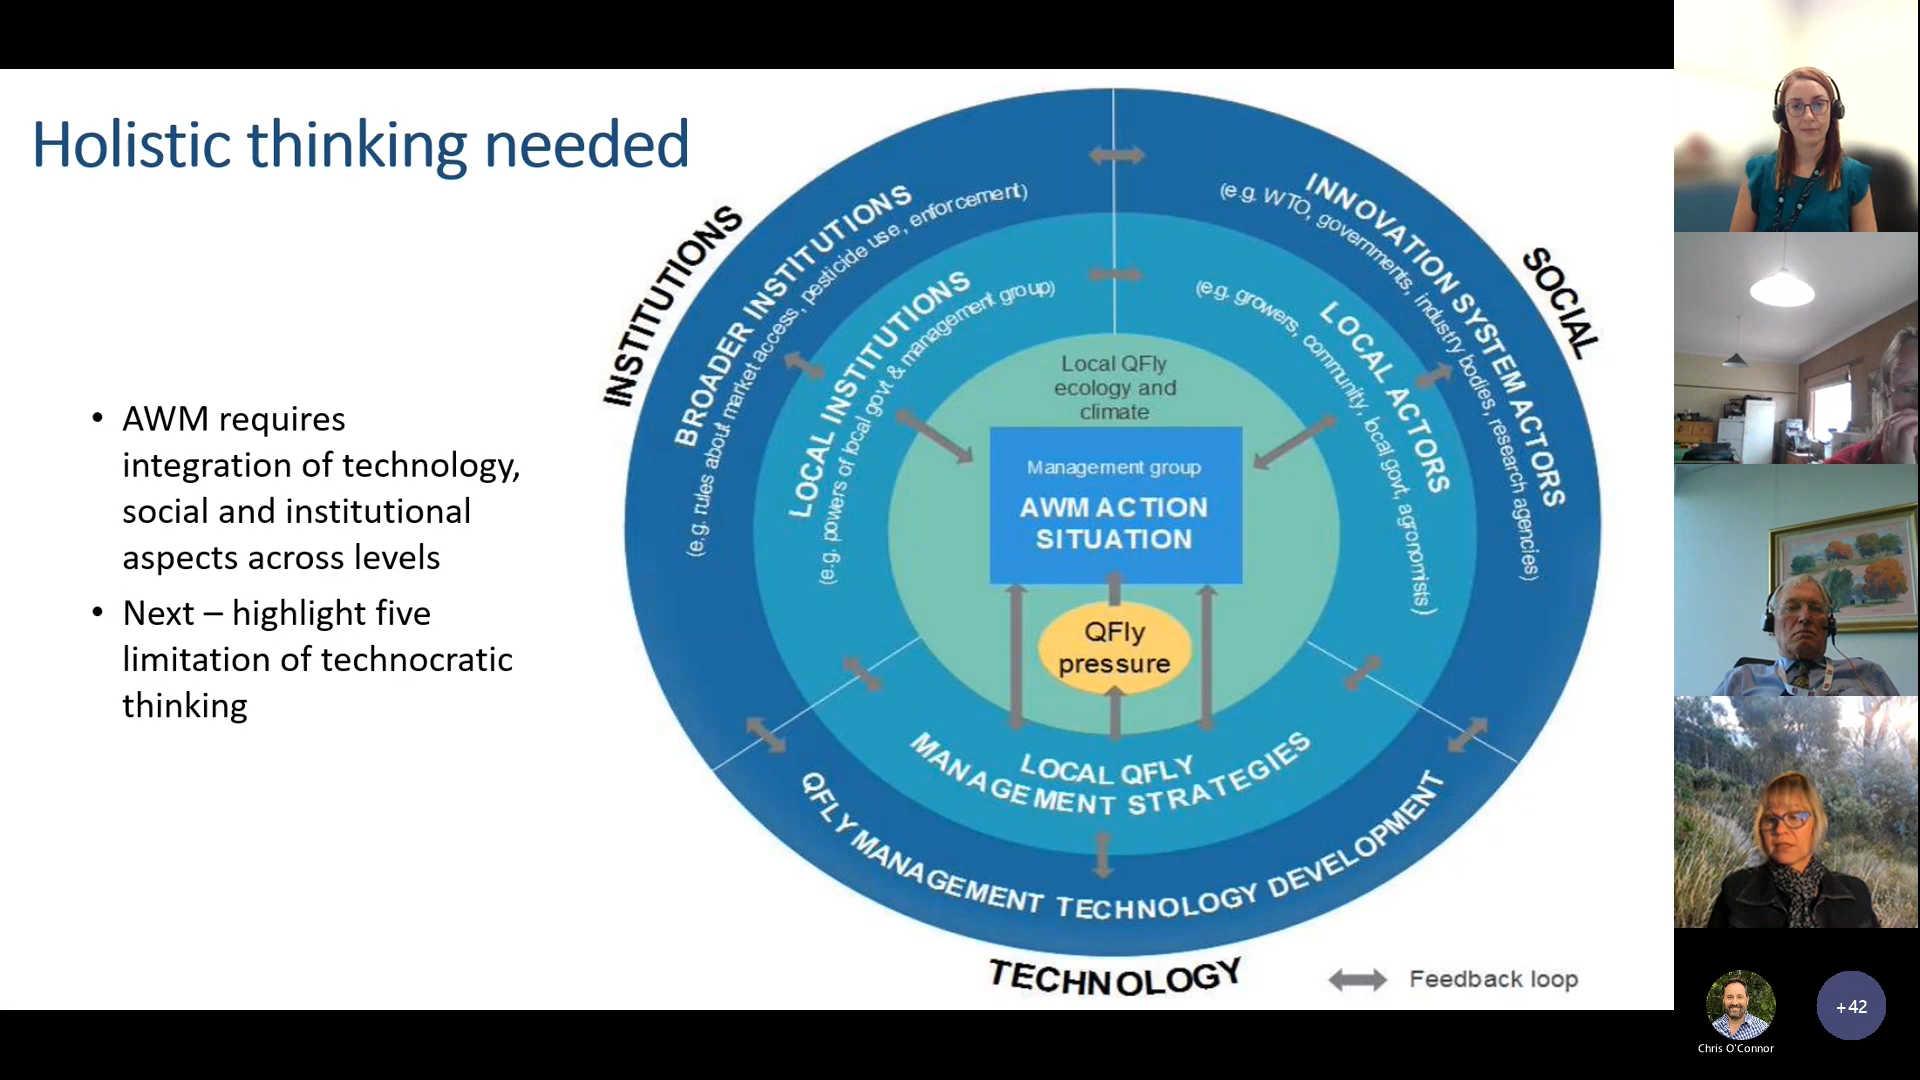 Holistic thinking needed
• AWM requires
integration of technology,
social and institutional
aspects across levels
• Next – highlight five
limitation of technocratic
thinking
INSTITUTIONS
BROADER INSTITUTIONS
(e.g. rules about market access, pesticide use, enforcement)
LOCAL INSTITUTIONS
(e.g. powers of local govt & management group)
SOCIAL
INNOVATION SYSTEM ACTORS
(e.g. WTO, governments, industry bodies, research agencies)
LOCAL ACTORS
(e.g. growers, community, local govt, agronomists)
Local QFly
ecology and
climate
Management group
AWM ACTION
SITUATION
QFly
pressure
LOCAL QFLY
MANAGEMENT STRATEGIES
QFLY MANAGEMENT TECHNOLOGY DEVELOPMENT
TECHNOLOGY
Feedback loop
+42
Chris O'Connor